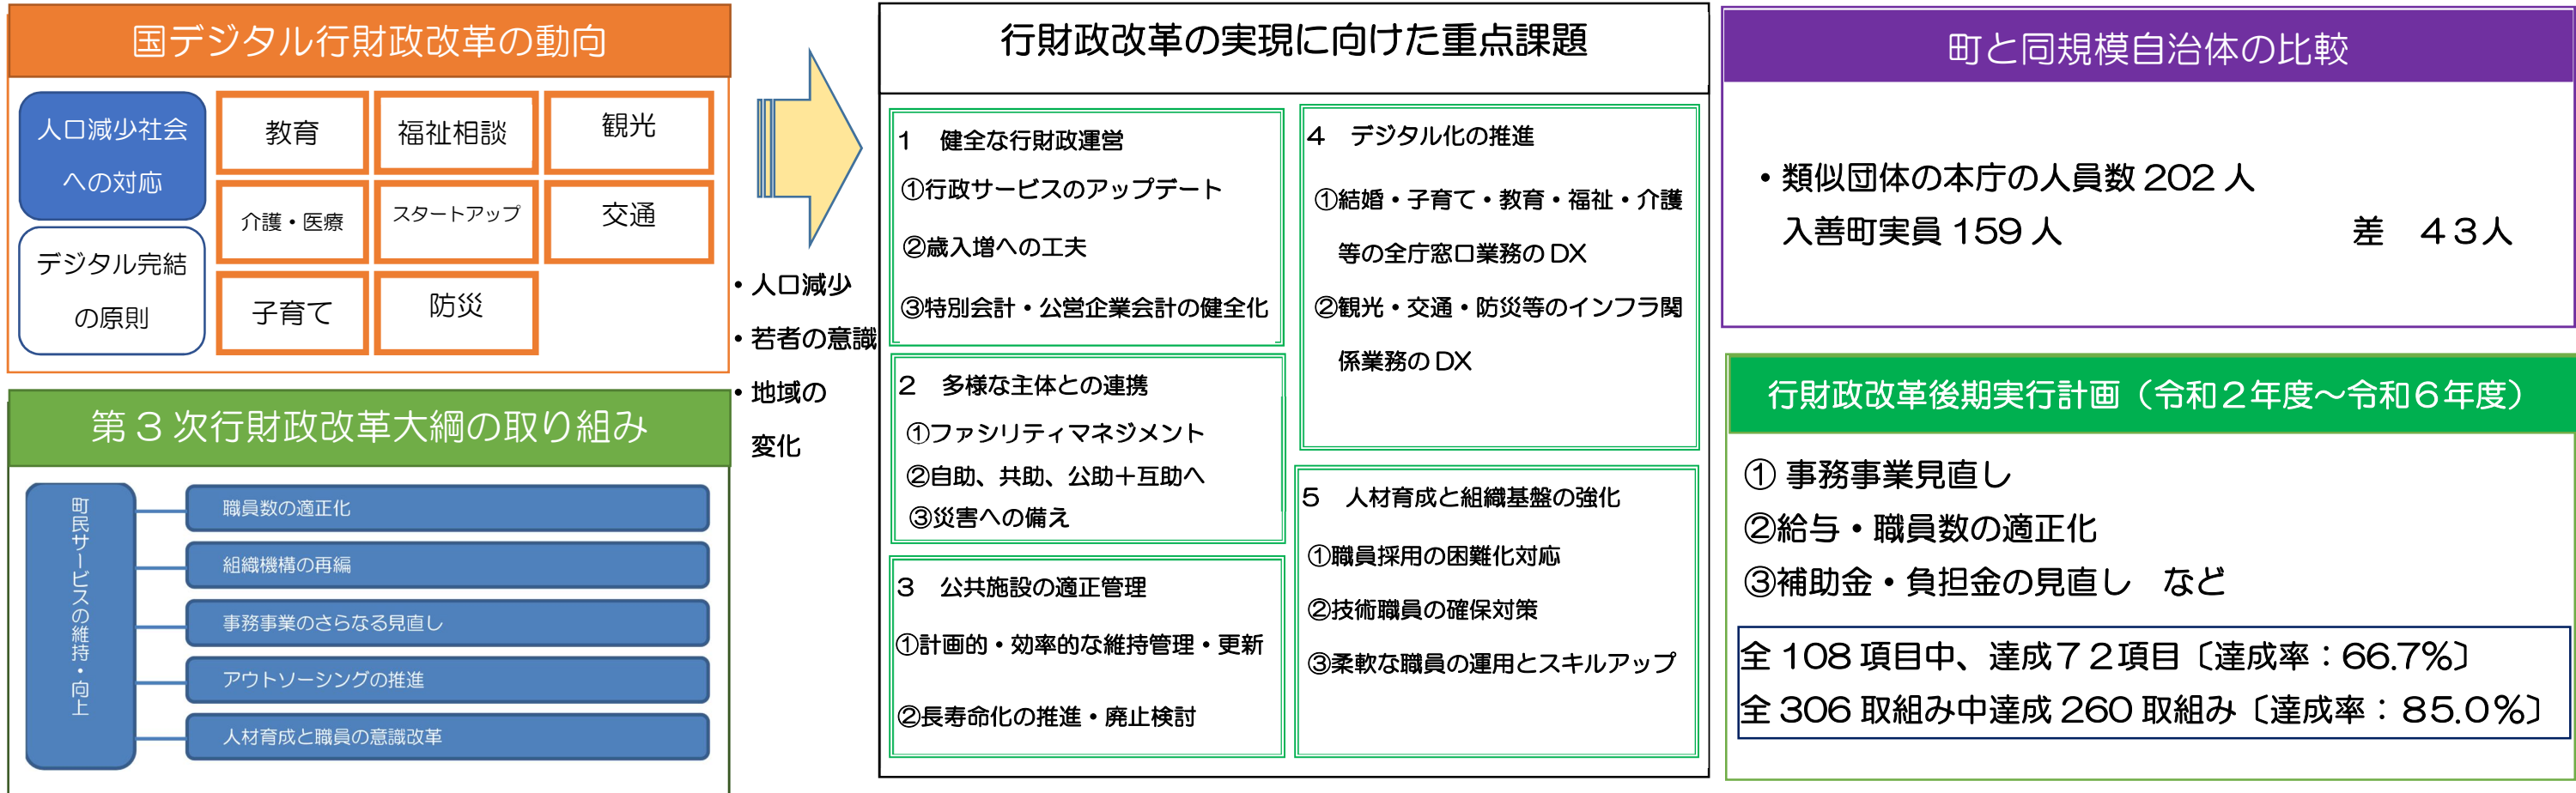 国デジタル行財政改革の動向
人口減少社会
への対応
デジタル完結
の原則
教育
福祉相談
観光
介護・医療
スタートアップ
交通
子育て
防災
第3次行財政改革大綱の取り組み
町民サービスの維持・向上
職員数の適正化
組織機構の再編
事務事業のさらなる見直し
アウトソーシングの推進
人材育成と職員の意識改革
・人口減少
・若者の意識
・地域の
変化
行財政改革の実現に向けた重点課題
1 健全な行財政運営
①行政サービスのアップデート
②歳入増への工夫
③特別会計・公営企業会計の健全化
2 多様な主体との連携
①ファシリティマネジメント
②自助、共助、公助＋互助へ
③災害への備え
3 公共施設の適正管理
①計画的・効率的な維持管理・更新
②長寿命化の推進・廃止検討
4 デジタル化の推進
①結婚・子育て・教育・福祉・介護
等の全庁窓口業務のDX
②観光・交通・防災等のインフラ関
係業務のDX
5 人材育成と組織基盤の強化
①職員採用の困難化対応
②技術職員の確保対策
③柔軟な職員の運用とスキルアップ
町と同規模自治体の比較
・類似団体の本庁の人員数202人
入善町実員159人 差 ４３人
行財政改革後期実行計画（令和２年度～令和６年度）
① 事務事業見直し
②給与・職員数の適正化
③補助金・負担金の見直し など
全108項目中、達成７２項目〔達成率：66.7%〕
全306取組み中達成260取組み〔達成率：８５.０％〕